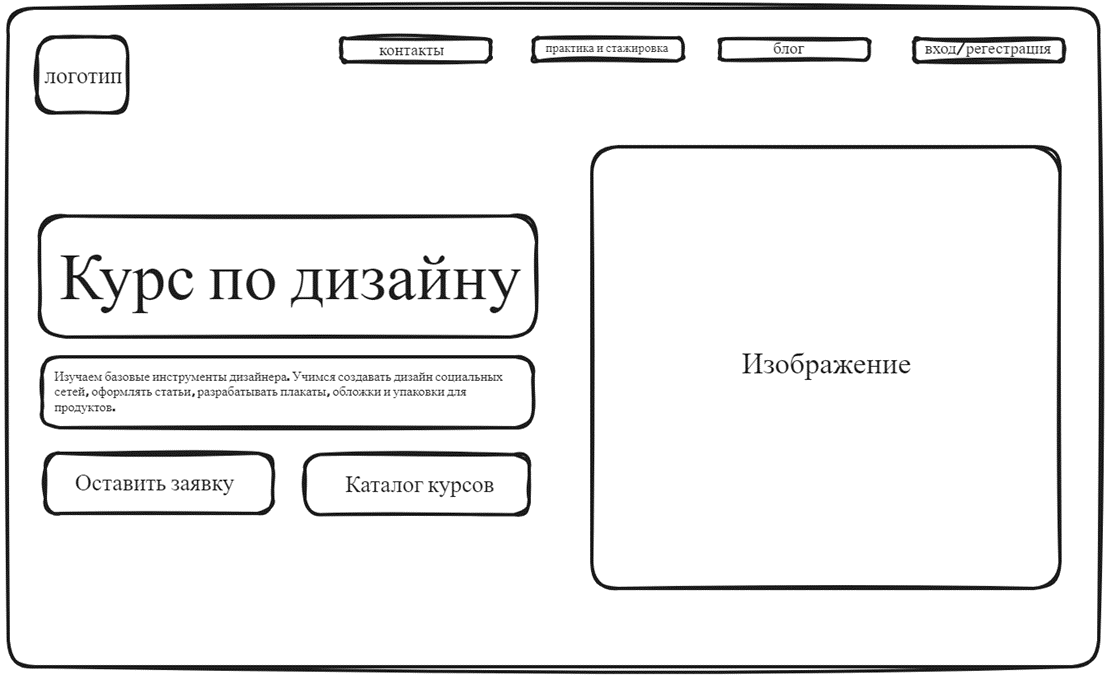 логотип
контакты
практика и стажировка
блог
вход/регестрация
Курс по дизайну
Изучаем базовые инструменты дизайнера. Учимся создавать дизайн социальных
сетей, оформлять статьи, разрабатывать плакаты, обложки и упаковки для
продуктов.
Оставить заявку
Каталог курсов
Изображение